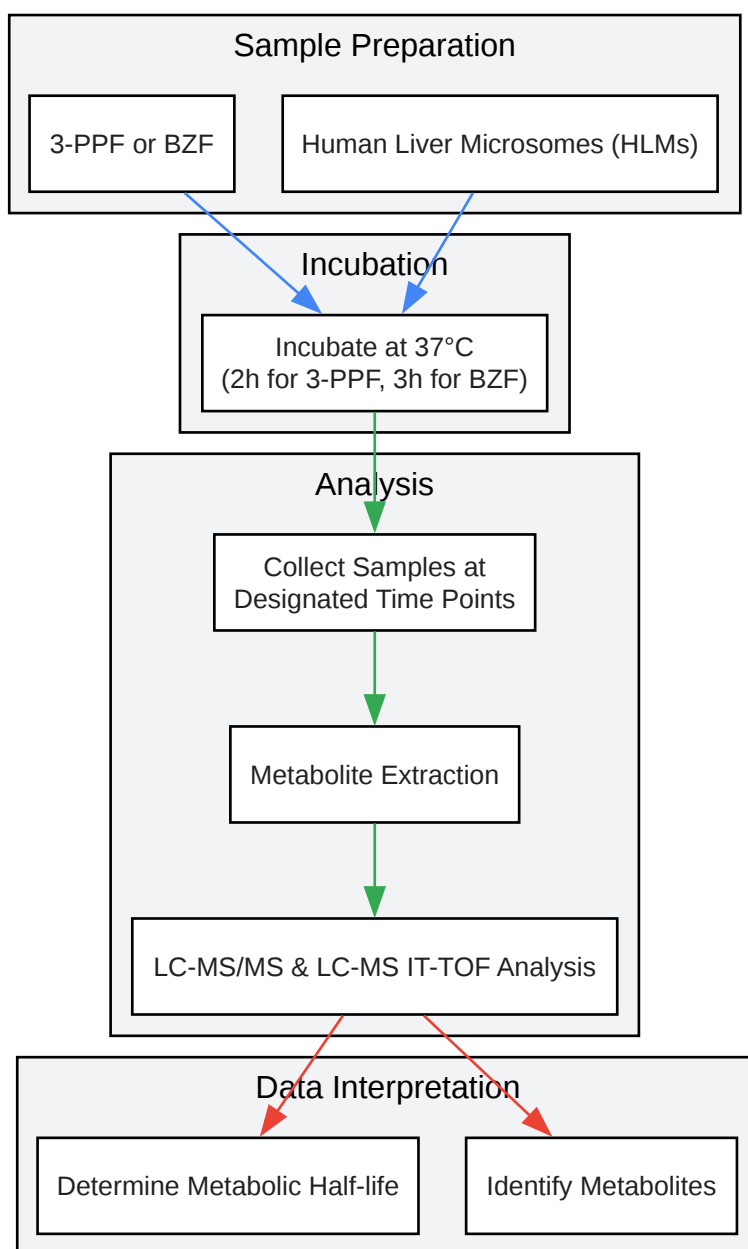 Sample Preparation
3-PPF or BZF
Human Liver Microsomes (HLMs)
Incubation
Incubate at 37°C
(2h for 3-PPF, 3h for BZF)
Analysis
Collect Samples at
Designated Time Points
Metabolite Extraction
LC-MS/MS & LC-MS IT-TOF Analysis
Data Interpretation
Determine Metabolic Half-life
Identify Metabolites